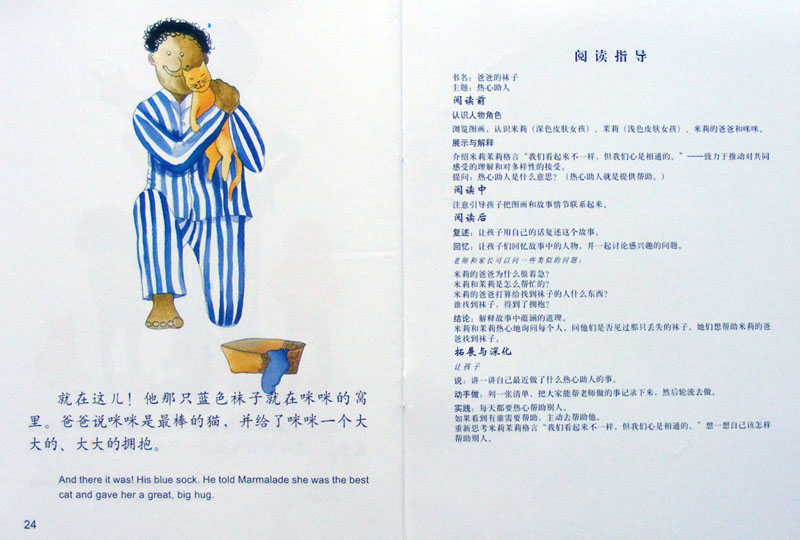 就在这儿！他那只蓝色袜子就在咪咪的窝
里。爸爸说咪咪是最棒的猫，并给了咪咪一个大
大的、大大的拥抱。
And there it was! His blue sock. He told Marmalade she was the best
cat and gave her a great, big hug.
24
阅读指导
书名：爸爸的袜子
主题：热心助人
阅读前
认识人物角色
浏览图画，认识米莉（深色皮肤女孩）、茉莉（浅色皮肤女孩）、米莉的爸爸和咪咪。
展示与解释
介绍米莉茉莉格言“我们看起来不一样，但我们心是相通的。”——致力于推动对共同
感受的理解和对多样性的接受。
提问：热心助人是什么意思？（热心助人就是提供帮助。）
阅读中
注意引导孩子把图画和故事情节联系起来。
阅读后
复述：让孩子用自己的话复述这个故事。
回忆：让孩子们回忆故事中的人物，并一起讨论感兴趣的问题。
老师和家长可以问一些类似的问题：
米莉的爸爸为什么很着急？
米莉和茉莉是怎么帮忙的？
米莉的爸爸打算给找到袜子的人什么东西？
谁找到袜子，得到了拥抱？
结论：解释故事中蕴涵的道理。
米莉和茉莉热心地询问每个人，问他们是否见过那只丢失的袜子。她们想帮助米莉的爸
爸找到袜子。
拓展与深化
让孩子
说：讲一讲自己最近做了什么热心助人的事。
动手做：列一张清单，把大家能帮老师做的事记录下来，然后轮流去做。
实践：每天都要热心帮助别人。
如果看到有谁需要帮助，主动去帮助他。
重新思考米莉茉莉格言“我们看起来不一样，但我们心是相通的。”想一想自己该怎样
帮助别人。